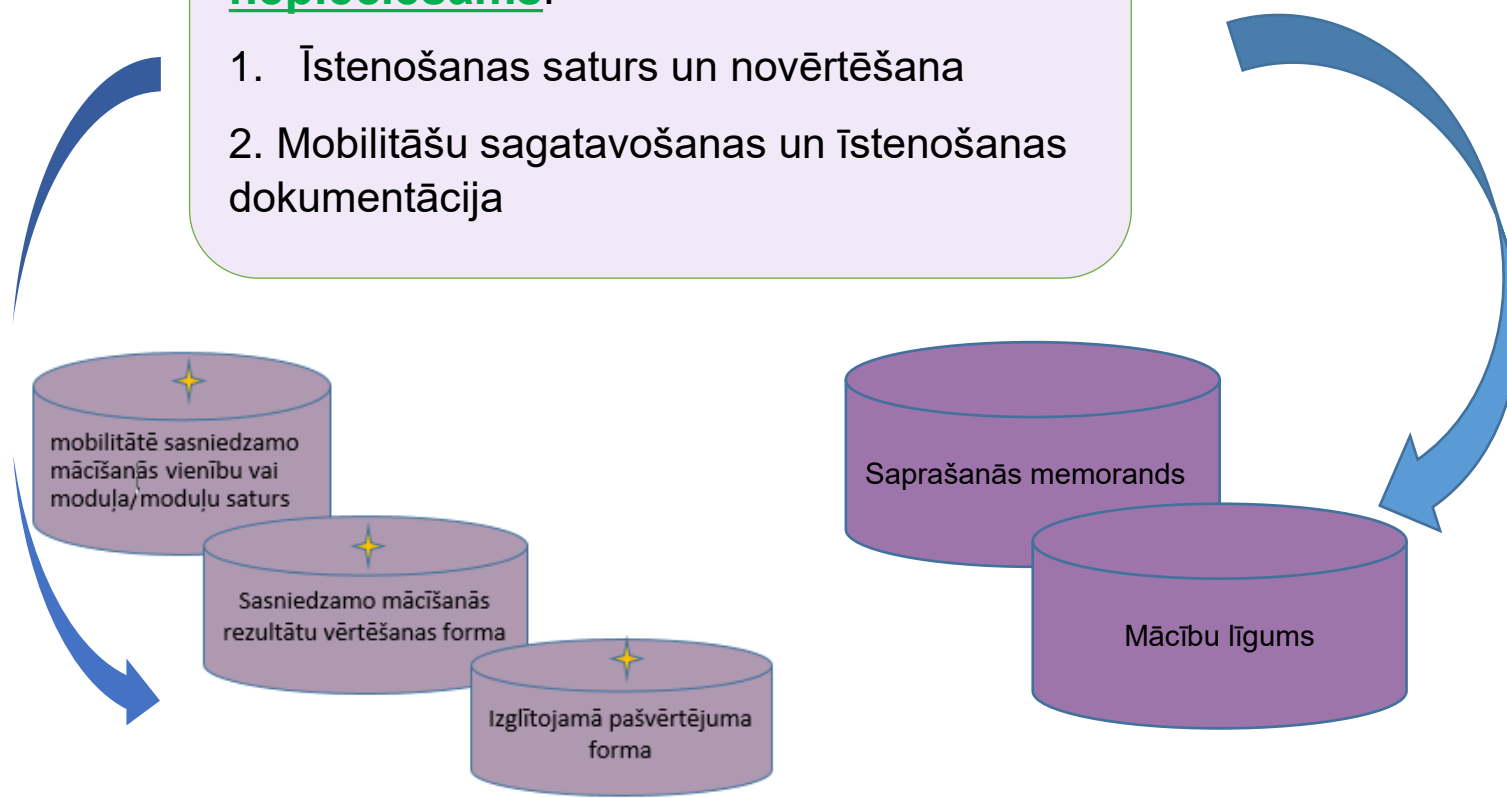 nepieciešams:
1. Īstenošanas saturs un novērtēšana
2. Mobilitāšu sagatavošanas un īstenošanas
dokumentācija
mobilitātē sasniedzamo
mācīšanās vienību vai
moduļa/moduļu saturs
Sasniedzamo mācīšanās
rezultātu vērtēšanas forma
Izglītojamā pašvērtējuma
forma
Saprašanās memorands
Mācību līgums